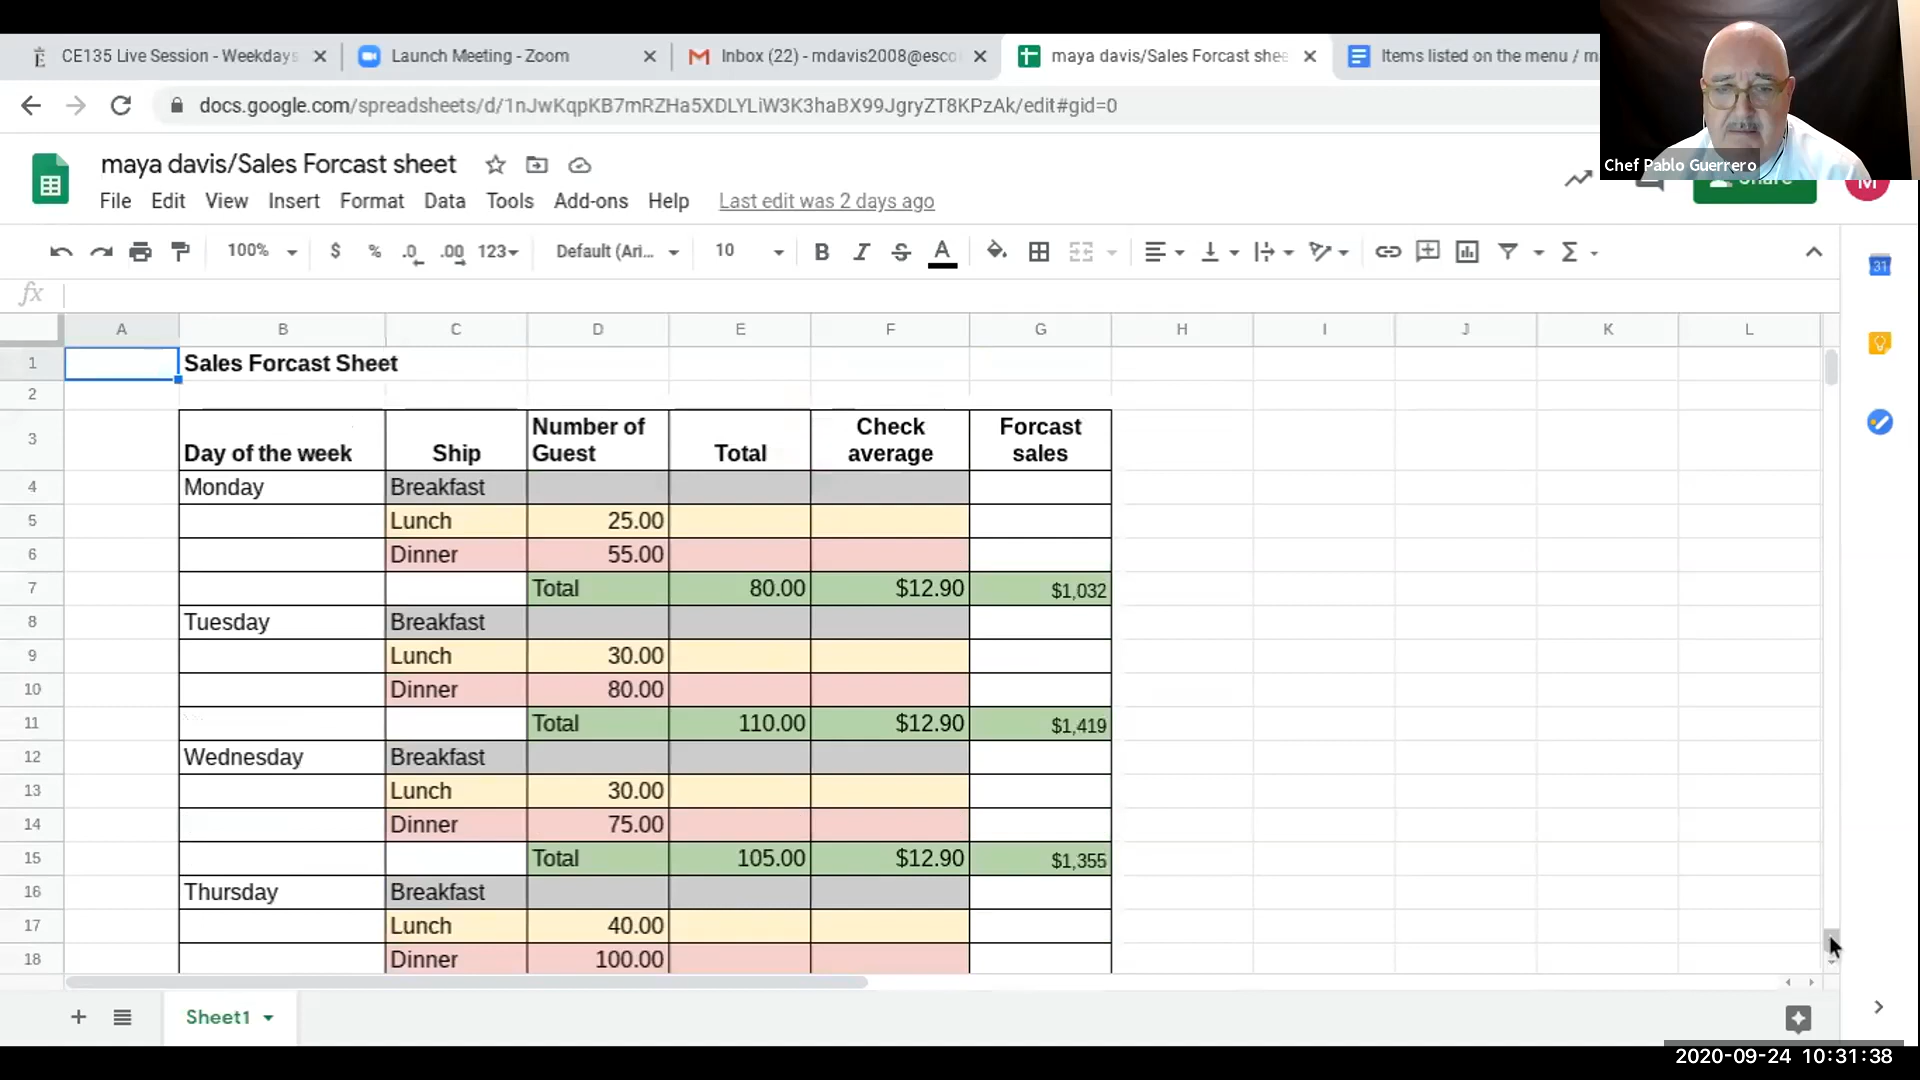 CE135 Live Session - Weekdays
Launch Meeting - Zoom
Inbox (22) - mdavis2008@esco
maya davis/Sales Forcast shee
Items listed on the menu / m
docs.google.com/spreadsheets/d/1nJwKqpKB7mRZHa5XDLYLiW3K3haBX99JgryZT8KPzAk/edit#gid=0
Chef Pablo Guerrero
maya davis/Sales Forcast sheet
Share
M
File Edit View Insert Format Data Tools Add-ons Help Last edit was 2 days ago
100% $ % .0 .00 123 Default (Ari... 10 B I S A
31
fx
A B C D E F G H I J K L
1 Sales Forcast Sheet
2
3 Day of the week Ship Number of Guest Total Check average Forcast sales
4 Monday Breakfast
5 Lunch 25.00
6 Dinner 55.00
7 Total 80.00 $12.90 $1,032
8 Tuesday Breakfast
9 Lunch 30.00
10 Dinner 80.00
11 Total 110.00 $12.90 $1,419
12 Wednesday Breakfast
13 Lunch 30.00
14 Dinner 75.00
15 Total 105.00 $12.90 $1,355
16 Thursday Breakfast
17 Lunch 40.00
18 Dinner 100.00
Sheet1
2020-09-24 10:31:38